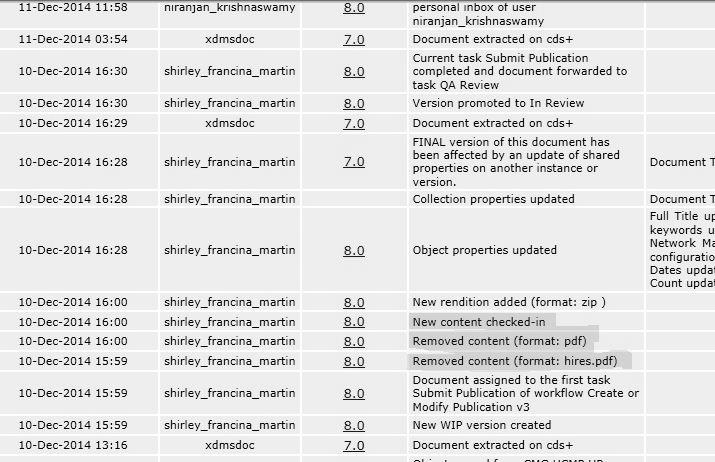 11-Dec-2014 11:58 niranjan_krishnaswamy 8.0 personal inbox of user
niranjan_krishnaswamy
11-Dec-2014 03:54 xdmsdoc 7.0 Document extracted on cds+
Current task Submit Publication
10-Dec-2014 16:30 shirley_francina_martin 8.0 completed and document forwarded to
task QA Review
10-Dec-2014 16:30 shirley_francina_martin 8.0 Version promoted to In Review
10-Dec-2014 16:29 xdmsdoc 7.0 Document extracted on cds+
FINAL version of this document has
been affected by an update of shared
10-Dec-2014 16:28 shirley_francina_martin 7.0 properties on another instance or Document T
version.
10-Dec-2014 16:28 shirley_francina_martin Collection properties updated Document T
Full Title up
keywords u
Network Ma
10-Dec-2014 16:28 shirley_francina_martin 8.0 Object properties updated configuratio
Dates updat
Count updat
10-Dec-2014 16:00 shirley_francina_martin 8.0 New rendition added (format: zip )
10-Dec-2014 16:00 shirley_francina_martin 8.0 New content checked-in
10-Dec-2014 16:00 shirley_francina_martin 8.0 Removed content (format: pdf)
10-Dec-2014 15:59 shirley_francina_martin 8.0 Removed content (format: hires.pdf)
Document assigned to the first task
10-Dec-2014 15:59 shirley_francina_martin 8.0 Submit Publication of workflow Create or
Modify Publication v3
10-Dec-2014 15:59 shirley_francina_martin 8.0 New WIP version created
10-Dec-2014 13:16 xdmsdoc 7.0 Document extracted on cds+